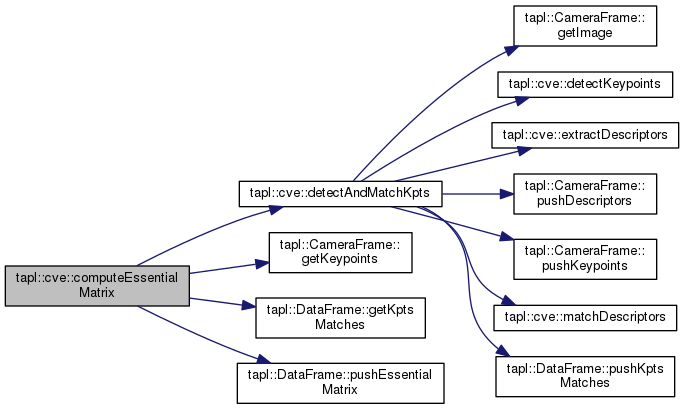 tapl::CameraFrame::
getImage
tapl::cve::detectKeypoints
tapl::cve::extractDescriptors
tapl::cve::detectAndMatchKpts
tapl::CameraFrame::
pushDescriptors
tapl::CameraFrame::
getKeypoints
tapl::CameraFrame::
pushKeypoints
tapl::cve::computeEssential
Matrix
tapl::DataFrame::getKpts
Matches
tapl::cve::matchDescriptors
tapl::DataFrame::pushEssential
Matrix
tapl::DataFrame::pushKpts
Matches